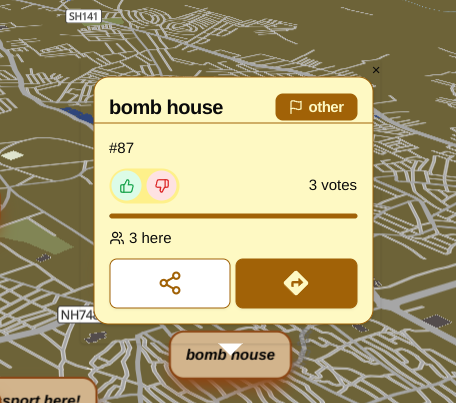 SH141
×
bomb house
other
#87
3 votes
3 here
NH74
bomb house
sport here!